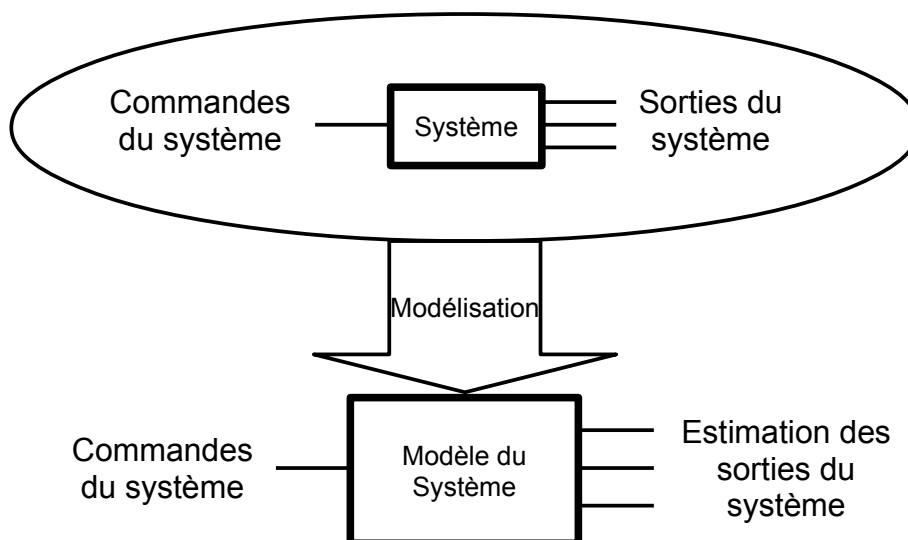 Commandes
du système
Système
Sorties du
système
Modélisation
Commandes
du système
Modèle du
Système
Estimation des
sorties du
système